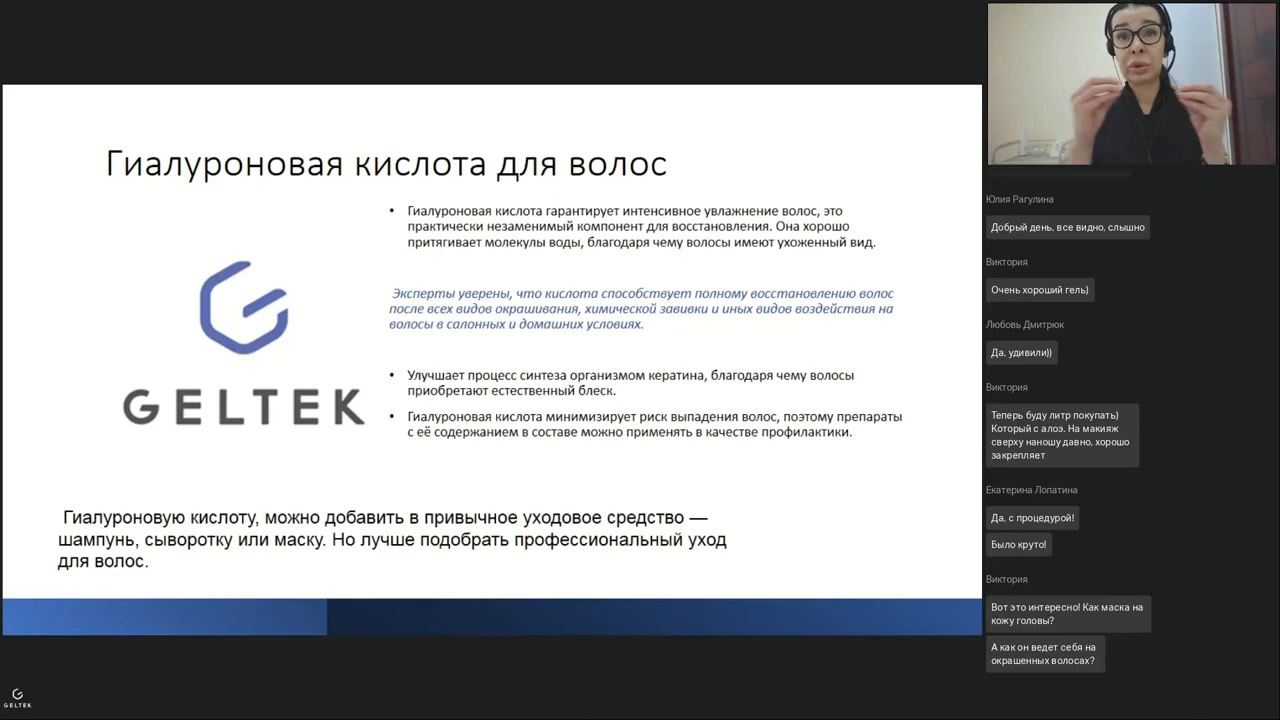 Гиалуроновая кислота для волос
• Гиалуроновая кислота гарантирует интенсивное увлажнение волос, это
практически незаменимый компонент для восстановления. Она хорошо
притягивает молекулы воды, благодаря чему волосы имеют ухоженный вид.
Эксперты уверены, что кислота способствует полному восстановлению волос
после всех видов окрашивания, химической завивки и иных видов воздействия на
волосы в салонных и домашних условиях.
GELTEK
• Улучшает процесс синтеза организмом кератина, благодаря чему волосы
приобретают естественный блеск.
• Гиалуроновая кислота минимизирует риск выпадения волос, поэтому препараты
с её содержанием в составе можно применять в качестве профилактики.
Гиалуроновую кислоту, можно добавить в привычное уходовое средство —
шампунь, сыворотку или маску. Но лучше подобрать профессиональный уход
для волос.
GELTEK
Юлия Рагулина
Добрый день, все видно, слышно
Виктория
Очень хороший гель)
Любовь Дмитрюк
Да, удивили))
Виктория
Теперь буду литр покупать)
Который с алоэ. На макияж
сверху наношу давно, хорошо
закрепляет
Екатерина Лопатина
Да, с процедурой!
Было круто!
Виктория
Вот это интересно! Как маска на
кожу головы?
А как он ведет себя на
окрашенных волосах?